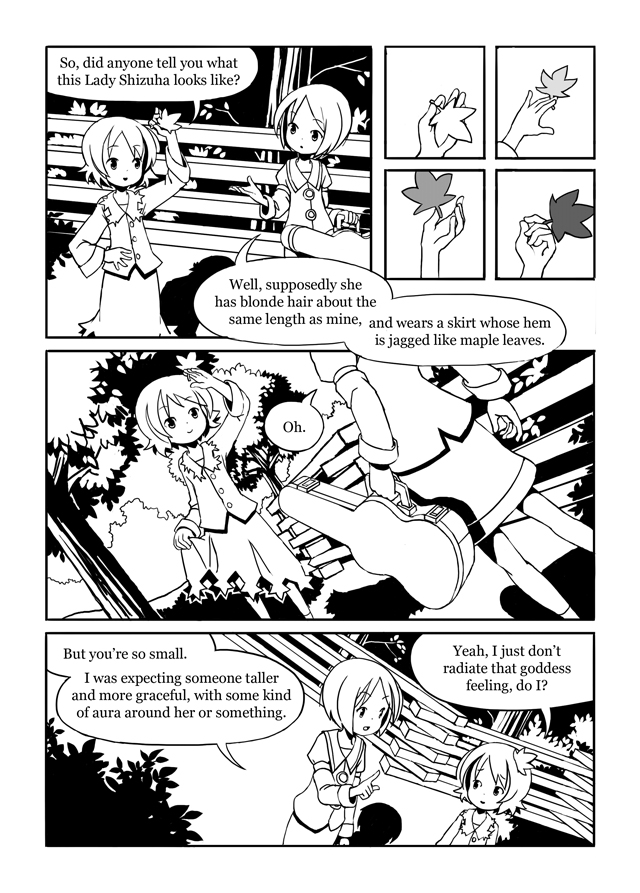 So, did anyone tell you what
this Lady Shizuha looks like?
Well, supposedly she
has blonde hair about the
same length as mine,
and wears a skirt whose hem
is jagged like maple leaves.
Oh.
But you're so small.
I was expecting someone taller
and more graceful, with some kind
of aura around her or something.
Yeah, I just don't
radiate that goddess
feeling, do I?